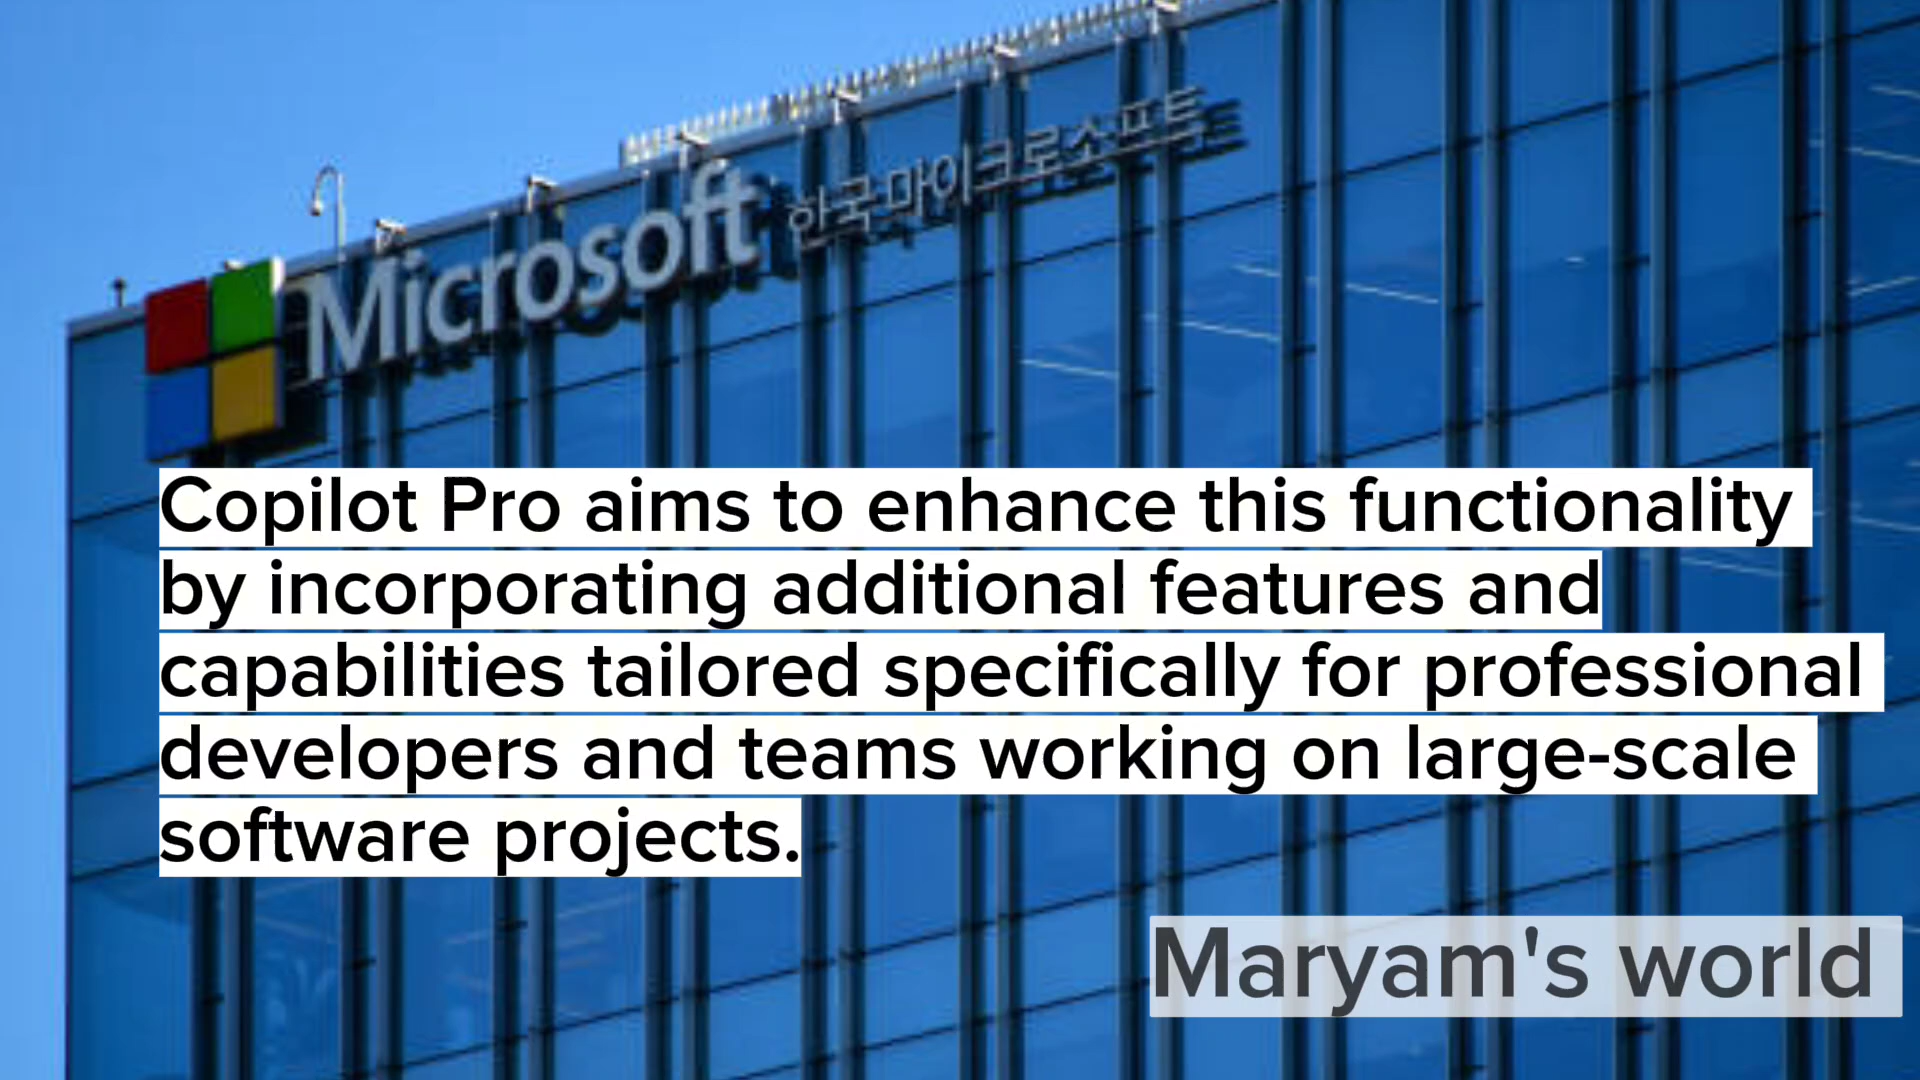 Microsoft 한국마이크로소프트
Copilot Pro aims to enhance this functionality
by incorporating additional features and
capabilities tailored specifically for professional
developers and teams working on large-scale
software projects.
Maryam's world